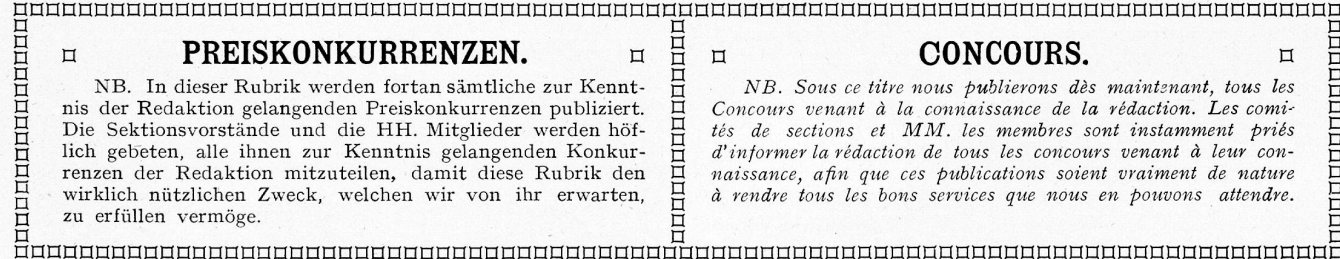 PREISKONKURRENZEN.
NB. In dieser Rubrik werden fortan sämtliche zur Kennt-
nis der Redaktion gelangenden Preiskonkurrenzen publiziert.
Die Sektionsvorstände und die HH. Mitglieder werden höf-
lich gebeten, alle ihnen zur Kenntnis gelangenden Konkur-
renzen der Redaktion mitzuteilen, damit diese Rubrik den
wirklich nützlichen Zweck, welchen wir von ihr erwarten,
zu erfüllen vermöge.
CONCOURS.
NB. Sous ce titre nous publierons dès maintenant, tous les
Concours venant à la connaissance de la rédaction. Les comi-
tés de sections et MM. les membres sont instamment priés
d'informer la rédaction de tous les concours venant à leur con-
naissance, afin que ces publications soient vraiment de nature
à rendre tous les bons services que nous en pouvons attendre.